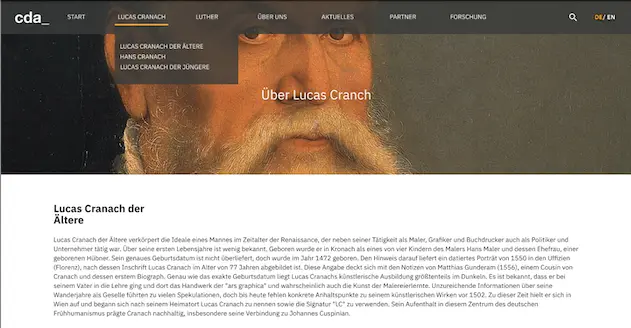 cda_ START LUCAS CRANACH LUTHER ÜBER UNS AKTUELLES PARTNER FORSCHUNG DE/ EN
LUCAS CRANACH DER ÄLTERE
HANS CRANACH
LUCAS CRANACH DER JÜNGERE
Über Lucas Cranch
Lucas Cranach der
Ältere
Lucas Cranach der Ältere verkörpert die Ideale eines Mannes im Zeitalter der Renaissance, der neben seiner Tätigkeit als Maler, Grafiker und Buchdrucker auch als Politiker und
Unternehmer tätig war. Über seine ersten Lebensjahre ist wenig bekannt. Geboren wurde er in Kronach als eines von vier Kindern des Malers Hans Maler und dessen Ehefrau, einer
geborenen Hübner. Sein genaues Geburtsdatum ist nicht überliefert, doch wurde im Jahr 1472 geboren. Den Hinweis darauf liefert ein datiertes Porträt von 1550 in den Uffizien
(Florenz), nach dessen Inschrift Lucas Cranach im Alter von 77 Jahren abgebildet ist. Diese Angabe deckt sich mit den Notizen von Matthias Gunderam (1556), einem Cousin von
Cranach und dessen erstem Biograph. Genau wie das exakte Geburtsdatum liegt Lucas Cranachs künstlerische Ausbildung größtenteils im Dunkeln. Es ist bekannt, dass er bei
seinem Vater in die Lehre ging und dort das Handwerk der "ars graphica" und wahrscheinlich auch die Kunst der Malereierlernte. Unzureichende Informationen über seine
Wanderjahre als Geselle führten zu vielen Spekulationen, doch bis heute fehlen konkrete Anhaltspunkte zu seinem künstlerischen Wirken vor 1502. Zu dieser Zeit hielt er sich in
Wien auf und begann sich nach seinem Heimatort Lucas Cranach zu nennen sowie die Signatur "LC" zu verwenden. Sein Aufenthalt in diesem Zentrum des deutschen
Frühhumanismus prägte Cranach nachhaltig, insbesondere seine Verbindung zu Johannes Cuspinian.